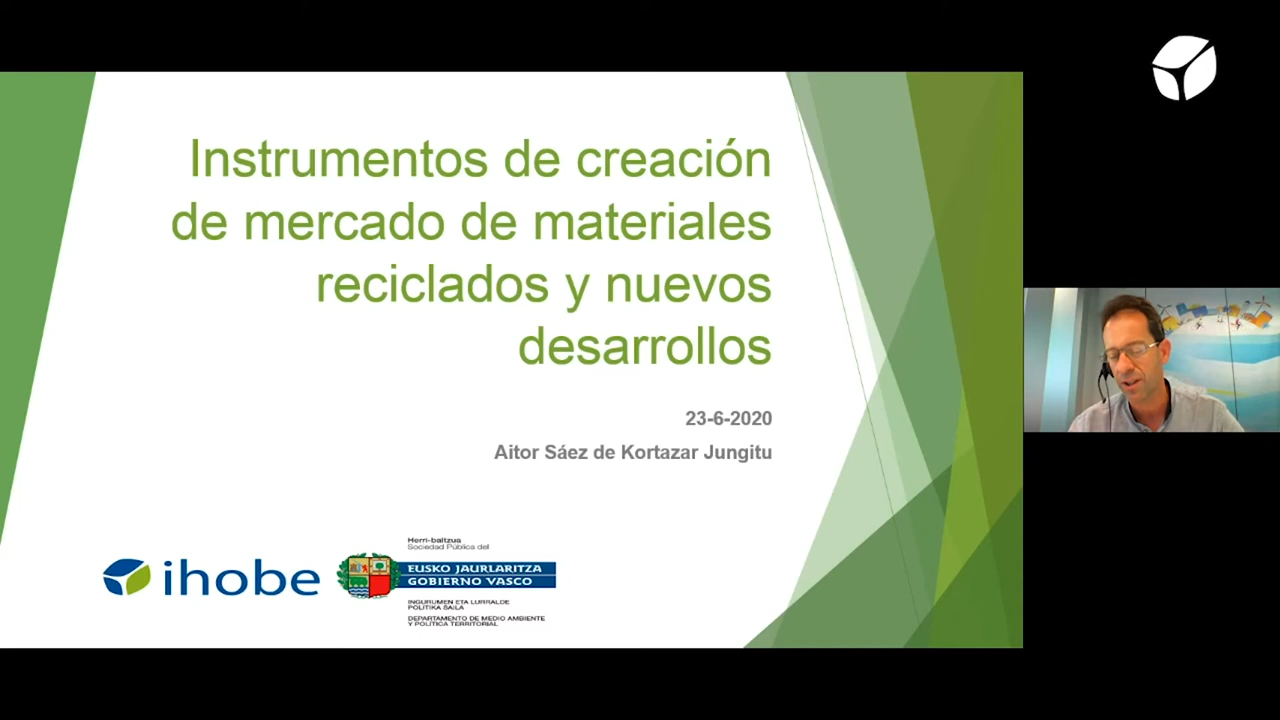 Instrumentos de creación
de mercado de materiales
reciclados y nuevos
desarrollos
23-6-2020
Aitor Sáez de Kortazar Jungitu
ihobe
Herri-baltzua
Sociedad Pública del
EUSKO JAURLARITZA
GOBIERNO VASCO
INGURUMEN ETA LURRALDE
POLITIKA SAILA
DEPARTAMENTO DE MEDIO AMBIENTE
Y POLÍTICA TERRITORIAL